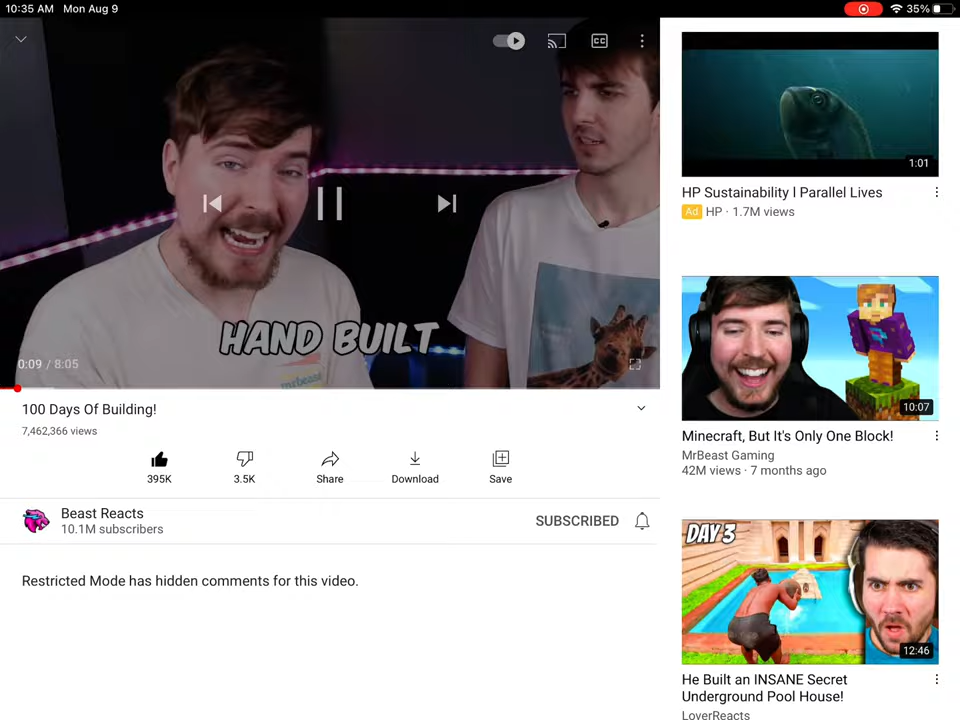 10:35 AM Mon Aug 9
35%
HAND BUILT
mrbeast
0:09 / 8:05
100 Days Of Building!
7,462,366 views
395K
3.5K
Share
Download
Save
Beast Reacts
10.1M subscribers
SUBSCRIBED
Restricted Mode has hidden comments for this video.
1:01
HP Sustainability l Parallel Lives
Ad HP · 1.7M views
10:07
Minecraft, But It's Only One Block!
MrBeast Gaming
42M views · 7 months ago
DAY 3
12:46
He Built an INSANE Secret
Underground Pool House!
LoverReacts